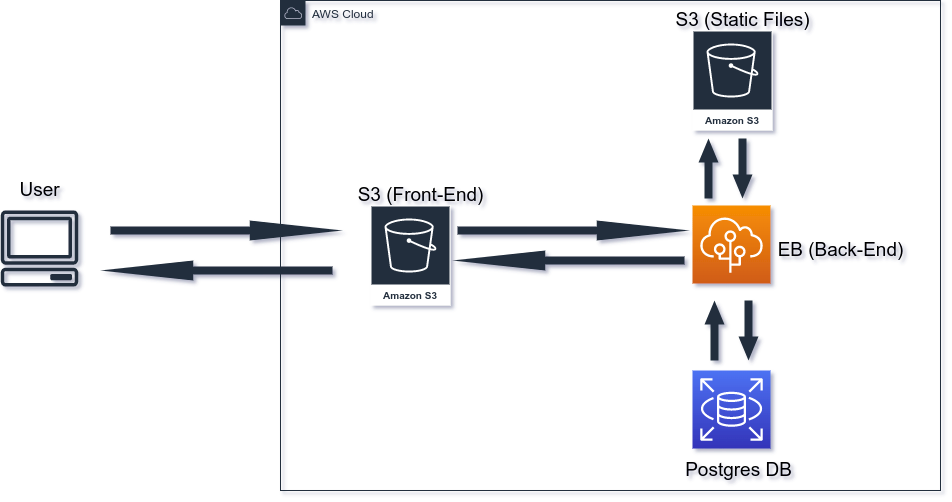 AWS Cloud
S3 (Static Files)
Amazon S3
User
S3 (Front-End)
Amazon S3
EB (Back-End)
Postgres DB